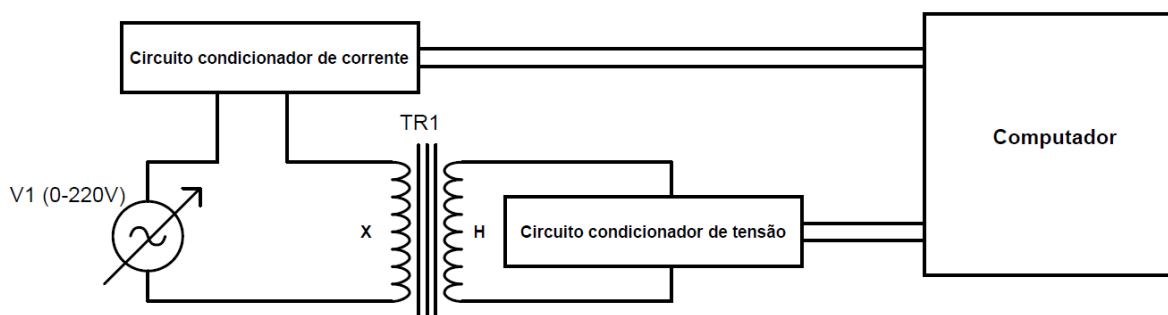 Circuito condicionador de corrente
TR1
Computador
V1 (0-220V)
X
H
Circuito condicionador de tensão